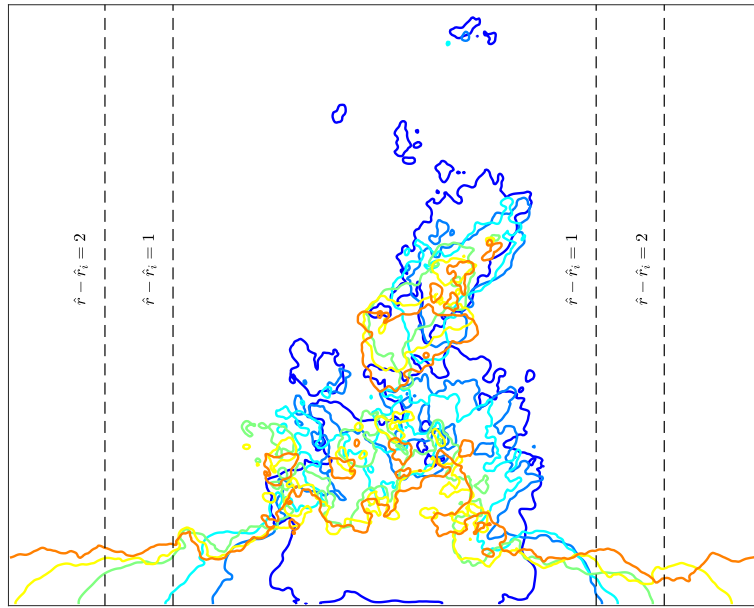 r̂ − r̂ᵢ = 2
r̂ − r̂ᵢ = 1
r̂ − r̂ᵢ = 1
r̂ − r̂ᵢ = 2